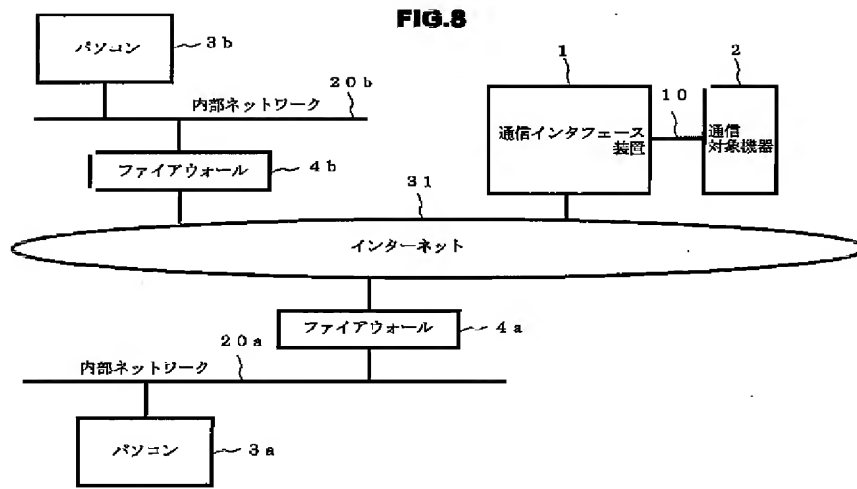 FIG.8
パソコン
3b
1
2
内部ネットワーク
20b
10
通信インタフェース
装置
通信
対象機器
ファイアウォール
4b
31
インターネット
ファイアウォール
4a
20a
内部ネットワーク
パソコン
3a